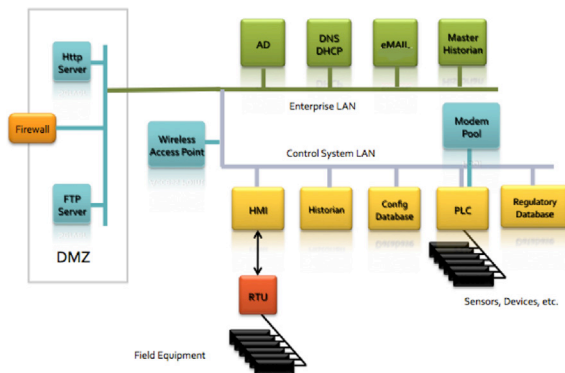 AD
DNS
DHCP
eMAIL
Master
Historian
Http
Server
Enterprise LAN
Firewall
Wireless
Access Point
Modem
Pool
Control System LAN
FTP
Server
HMI
Historian
Config
Database
PLC
Regulatory
Database
DMZ
RTU
Sensors, Devices, etc.
Field Equipment